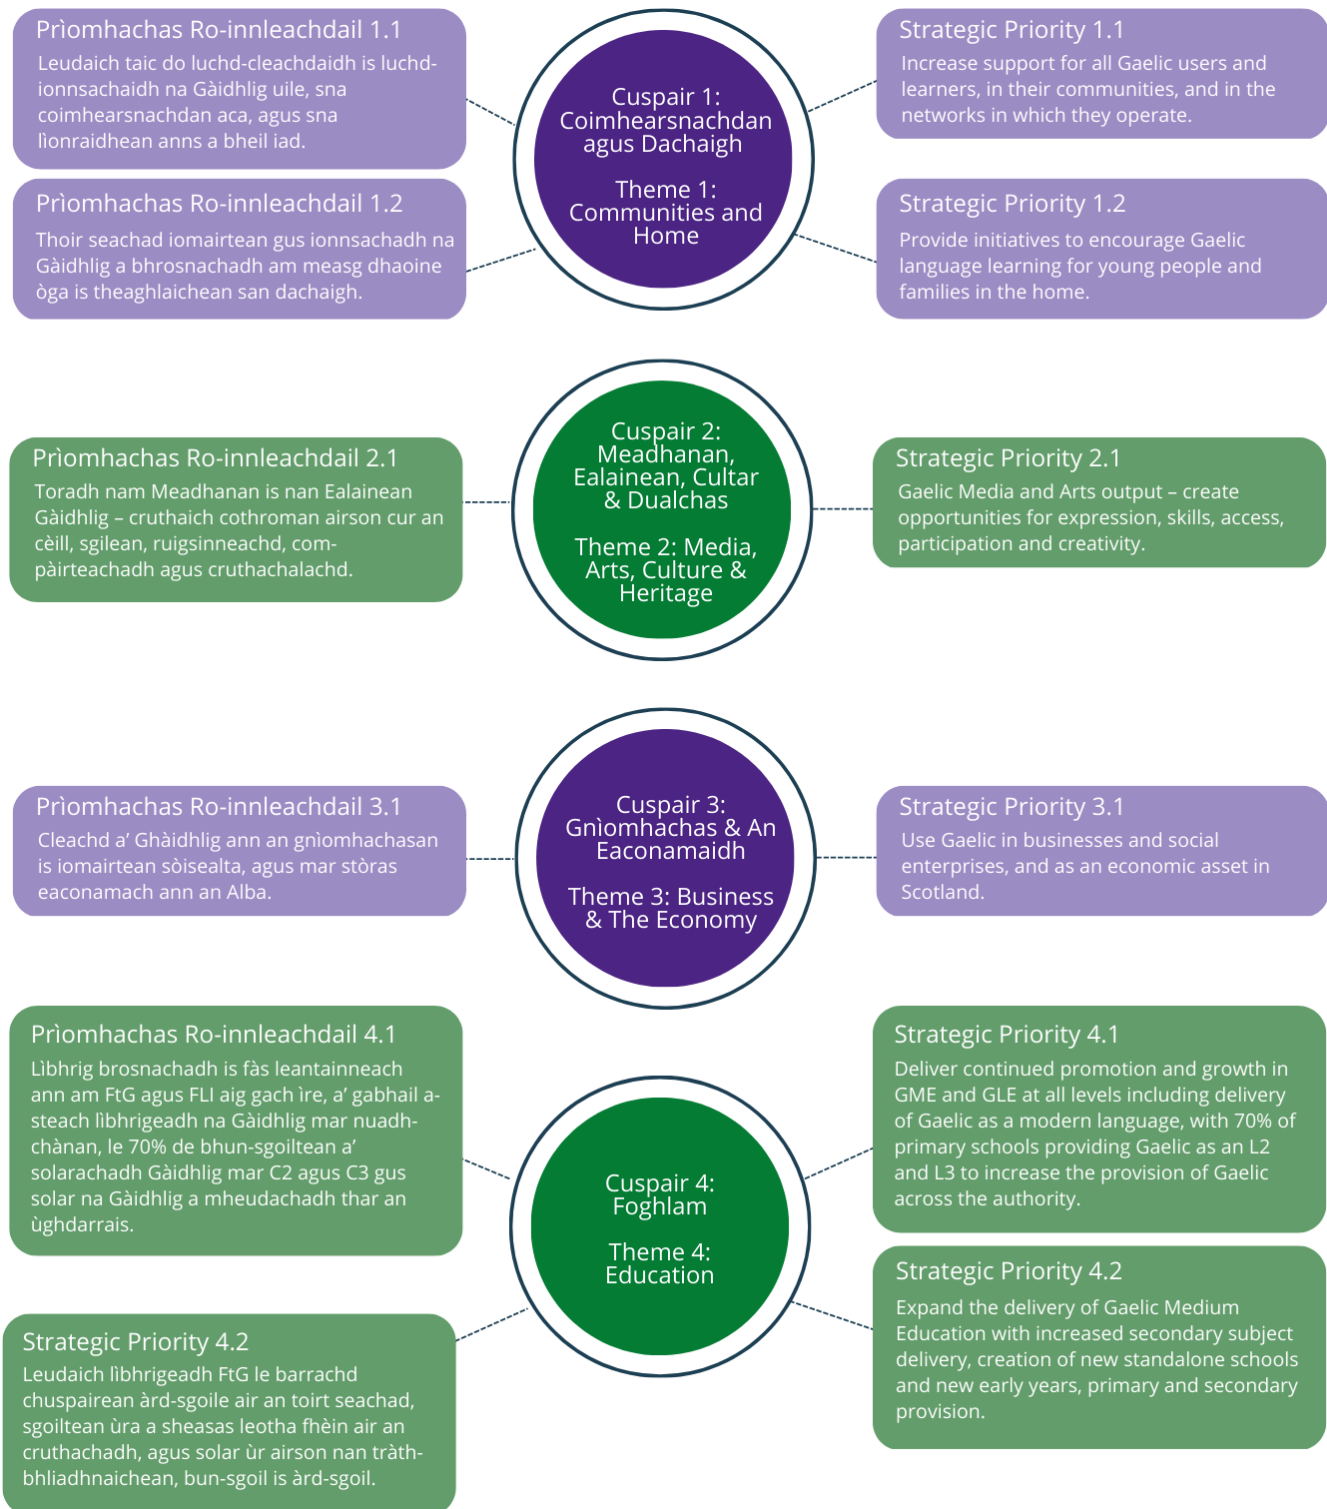 Prìomhachas Ro-innleachdail 1.1
Leudaich taic do luchd-cleachdaidh is luchd-
ionnsachaidh na Gàidhlig uile, sna
coimhearsnachdan aca, agus sna
lìonraidhean anns a bheil iad.
Prìomhachas Ro-innleachdail 1.2
Thoir seachad iomairtean gus ionnsachadh na
Gàidhlig a bhrosnachadh am measg dhaoine
òga is theaghlaichean san dachaigh.
Cuspair 1:
Coimhearsnachdan
agus Dachaigh
Theme 1:
Communities and
Home
Strategic Priority 1.1
Increase support for all Gaelic users and
learners, in their communities, and in the
networks in which they operate.
Strategic Priority 1.2
Provide initiatives to encourage Gaelic
language learning for young people and
families in the home.
Prìomhachas Ro-innleachdail 2.1
Toradh nam Meadhanan is nan Ealainean
Gàidhlig – cruthaich cothroman airson cur an
cèill, sgilean, ruigsinneachd, com-
pàirteachadh agus cruthachalachd.
Cuspair 2:
Meadhanan,
Ealainean, Cultar
& Dualchas
Theme 2: Media,
Arts, Culture &
Heritage
Strategic Priority 2.1
Gaelic Media and Arts output – create
opportunities for expression, skills, access,
participation and creativity.
Prìomhachas Ro-innleachdail 3.1
Cleachd a’ Ghàidhlig ann an gnìomhachasan
is iomairtean sòisealta, agus mar stòras
eaconamach ann an Alba.
Cuspair 3:
Gnìomhachas & An
Eaconamaidh
Theme 3: Business
& The Economy
Strategic Priority 3.1
Use Gaelic in businesses and social
enterprises, and as an economic asset in
Scotland.
Prìomhachas Ro-innleachdail 4.1
Lìbhrig brosnachadh is fàs leantainneach
ann am FtG agus FLI aig gach ìre, a’ gabhail a-
steach lìbhrigeadh na Gàidhlig mar nuadh-
chànan, le 70% de bhun-sgoiltean a’
solarachadh Gàidhlig mar C2 agus C3 gus
solar na Gàidhlig a mheudachadh thar an
ùghdarrais.
Strategic Priority 4.2
Leudaich lìbhrigeadh FtG le barrachd
chuspairean àrd-sgoile air an toirt seachad,
sgoiltean ùra a sheasas leotha fhèin air an
cruthachadh, agus solar ùr airson nan tràth-
bhliadhnaichean, bun-sgoil is àrd-sgoil.
Cuspair 4:
Foghlam
Theme 4:
Education
Strategic Priority 4.1
Deliver continued promotion and growth in
GME and GLE at all levels including delivery
of Gaelic as a modern language, with 70% of
primary schools providing Gaelic as an L2
and L3 to increase the provision of Gaelic
across the authority.
Strategic Priority 4.2
Expand the delivery of Gaelic Medium
Education with increased secondary subject
delivery, creation of new standalone schools
and new early years, primary and secondary
provision.